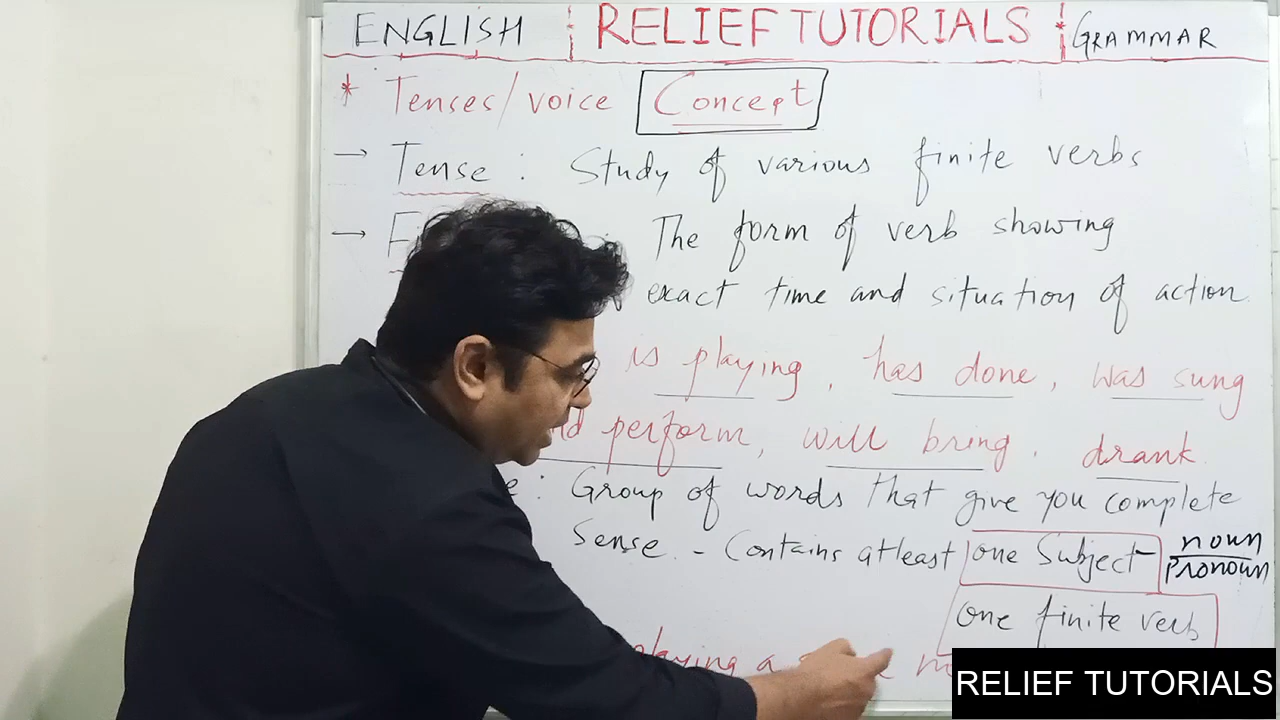 ENGLISH RELIEF TUTORIALS * GRAMMAR
* Tenses/voice Concept
→ Tense : Study of various finite verbs
→ : The form of verb showing
exact time and situation of action
is playing, has done, was sung
perform, will bring, drank.
: Group of words that give you complete
Sense. - Contains atleast one Subject - noun
pronoun
One finite verb
playing a
RELIEF TUTORIALS